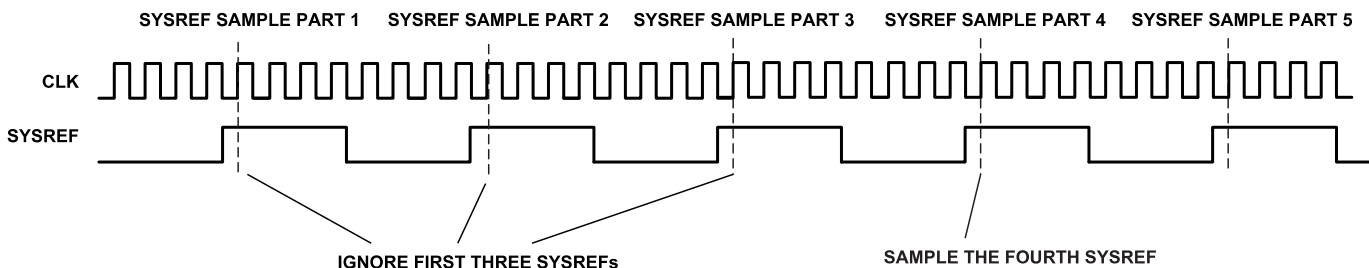 SYSREF SAMPLE PART 1 SYSREF SAMPLE PART 2 SYSREF SAMPLE PART 3 SYSREF SAMPLE PART 4 SYSREF SAMPLE PART 5
CLK
SYSREF
IGNORE FIRST THREE SYSREFs
SAMPLE THE FOURTH SYSREF